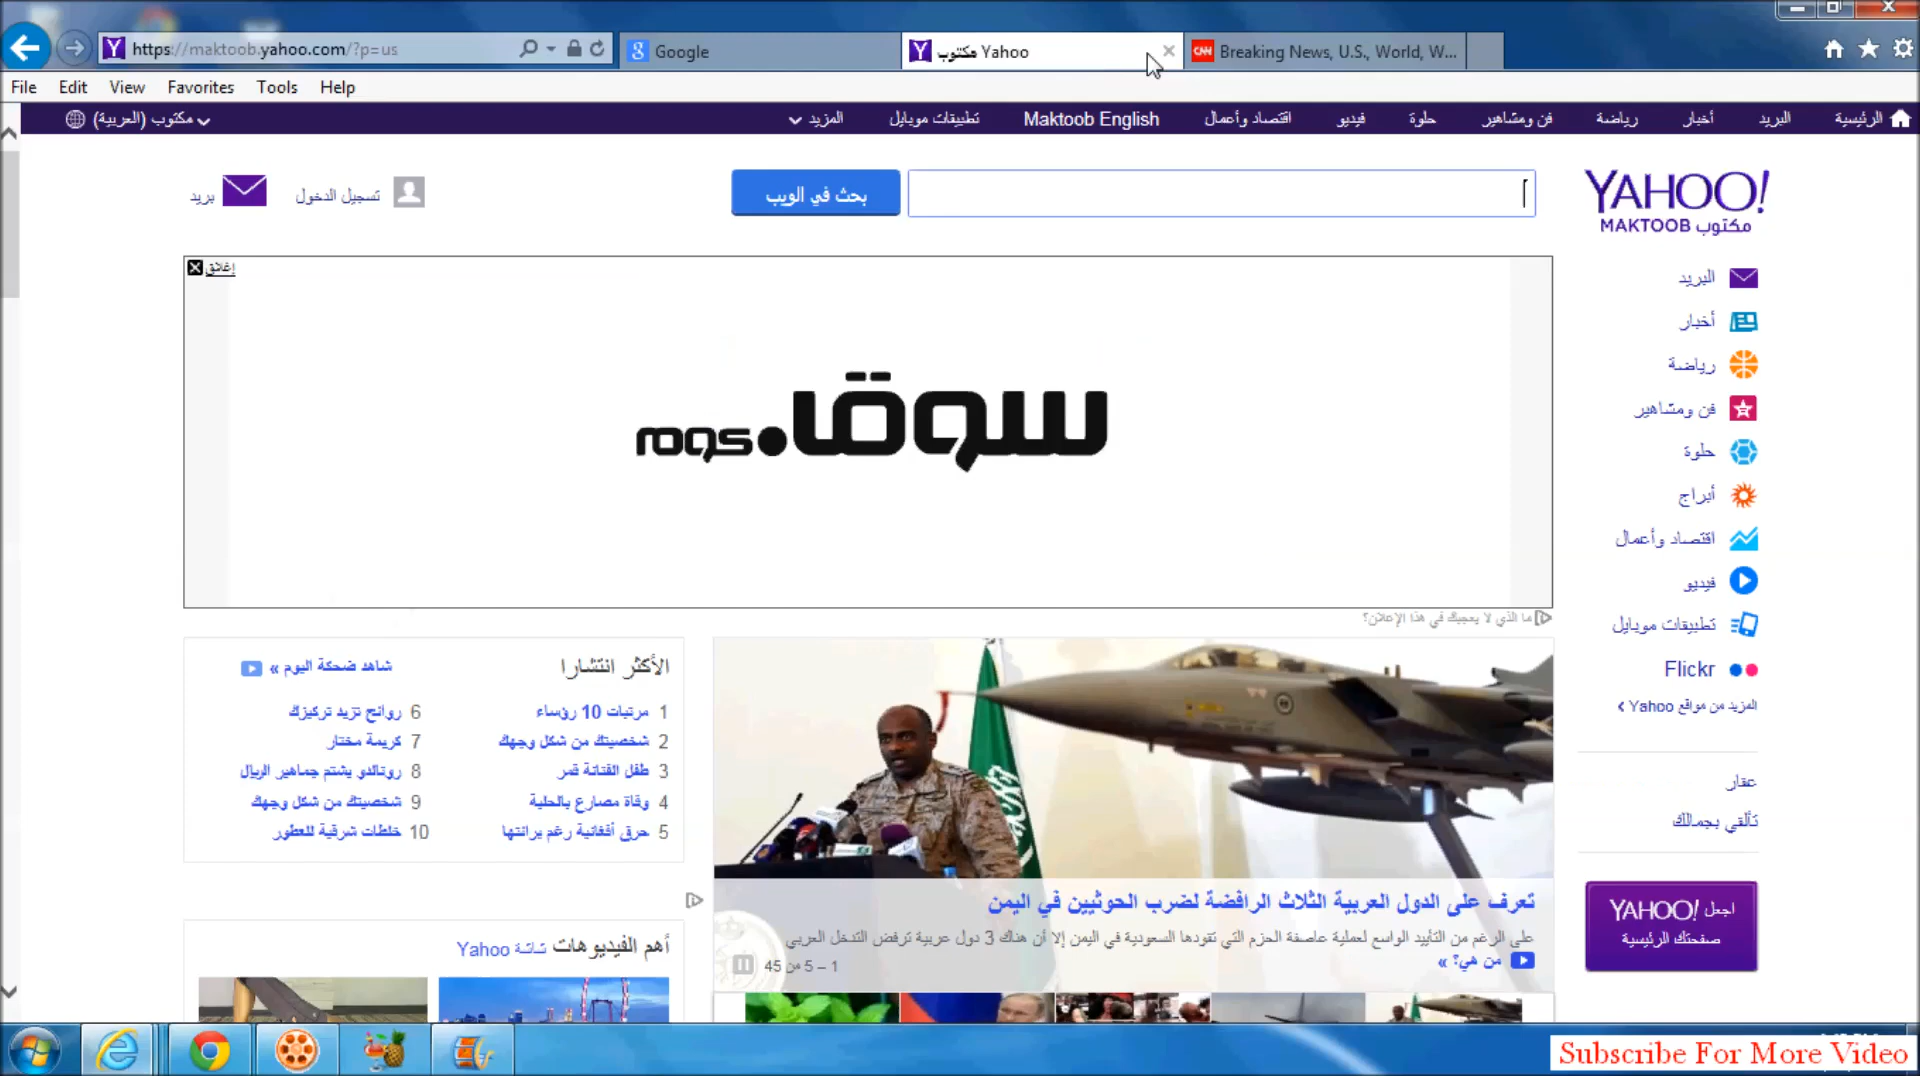 https://maktoob.yahoo.com/?p=us
Google
مكتوب Yahoo
Breaking News, U.S., World, W...
File Edit View Favorites Tools Help
الرئيسية
البريد
أخبار
رياضة
فن ومشاهير
حلوة
فيديو
اقتصاد وأعمال
Maktoob English
تطبيقات موبايل
المزيد
مكتوب (العربية)
YAHOO!
MAKTOOB مكتوب
بحث في الويب
تسجيل الدخول
بريد
إغلاق
سوق.com
ما الذي لا يعجبك في هذا الإعلان؟
البريد
أخبار
رياضة
فن ومشاهير
حلوة
أبراج
اقتصاد وأعمال
فيديو
تطبيقات موبايل
Flickr
المزيد من مواقع Yahoo ›
عقار
تألقي بجمالك
اجعل YAHOO!
صفحتك الرئيسية
تعرف على الدول العربية الثلاث الرافضة لضرب الحوثيين في اليمن
على الرغم من التأييد الواسع لعملية عاصفة الحزم التي تقودها السعودية في اليمن إلا أن هناك 3 دول عربية ترفض التدخل العربي
من هي؟ »
1 – 5 من 45
الأكثر انتشارا
شاهد ضحكة اليوم »
1 مرتبات 10 رؤساء
2 شخصيتك من شكل وجهك
3 طفل الفنانة قمر
4 وفاة مصارع بالحلبة
5 حرق أفغانية رغم براءتها
6 روائح تزيد تركيزك
7 كريمة مختار
8 رونالدو يشتم جماهير الريال
9 شخصيتك من شكل وجهك
10 خلطات شرقية للعطور
أهم الفيديوهات شاشة Yahoo
Subscribe For More Video